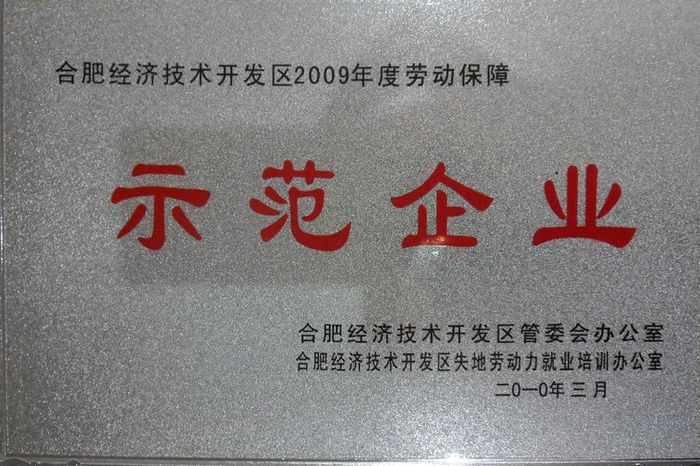 合肥经济技术开发区2009年度劳动保障
示范企业
合肥经济技术开发区管委会办公室
合肥经济技术开发区失地劳动力就业培训办公室
二〇一〇年三月